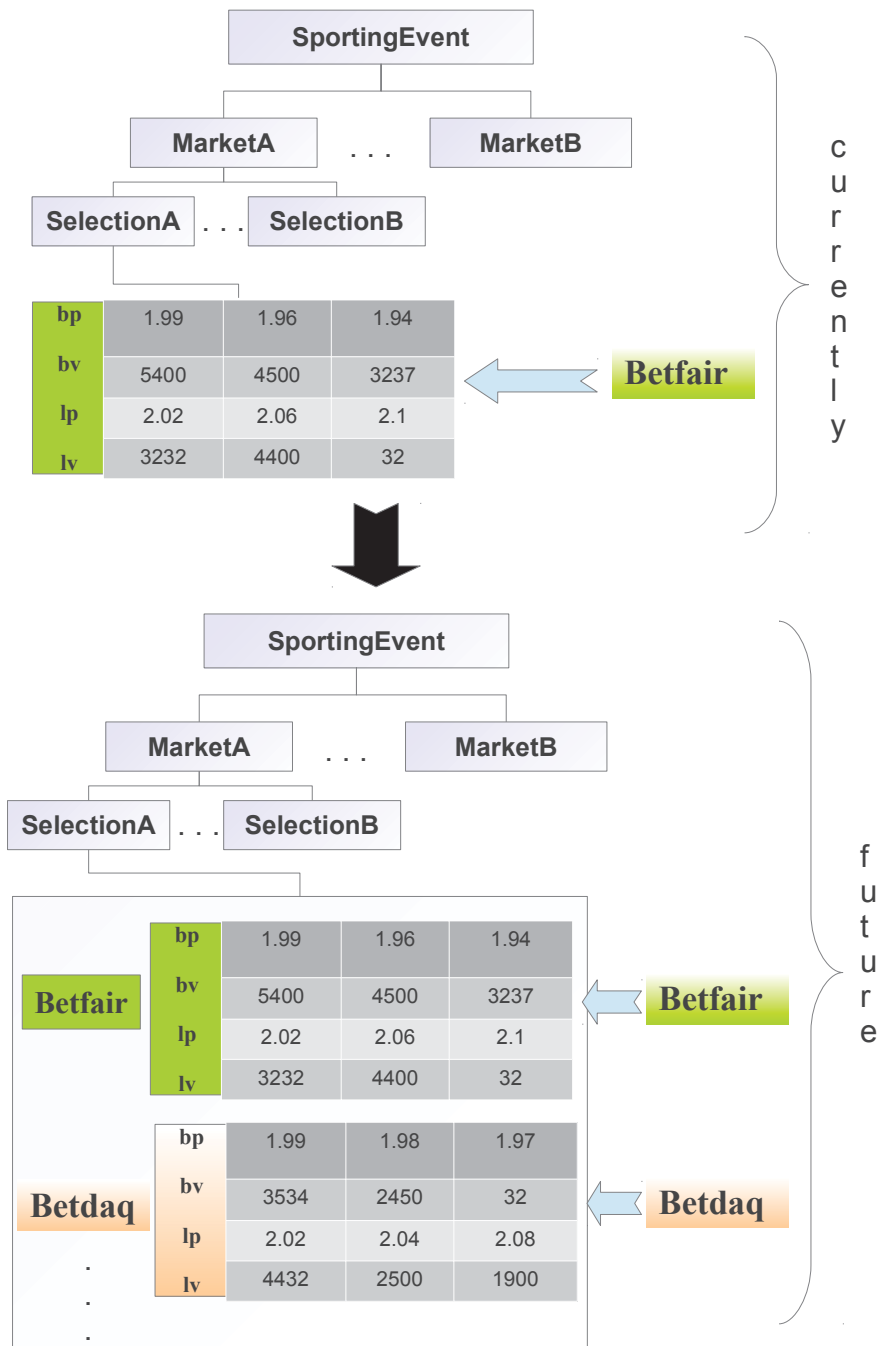 SportingEvent
MarketA . . . MarketB
SelectionA . . . SelectionB
bp 1.99 1.96 1.94
bv 5400 4500 3237
lp 2.02 2.06 2.1
lv 3232 4400 32
Betfair
currently
SportingEvent
MarketA . . . MarketB
SelectionA . . . SelectionB
Betfair
bp 1.99 1.96 1.94
bv 5400 4500 3237
lp 2.02 2.06 2.1
lv 3232 4400 32
Betfair
Betdaq
bp 1.99 1.98 1.97
bv 3534 2450 32
lp 2.02 2.04 2.08
lv 4432 2500 1900
Betdaq
.
.
.
future